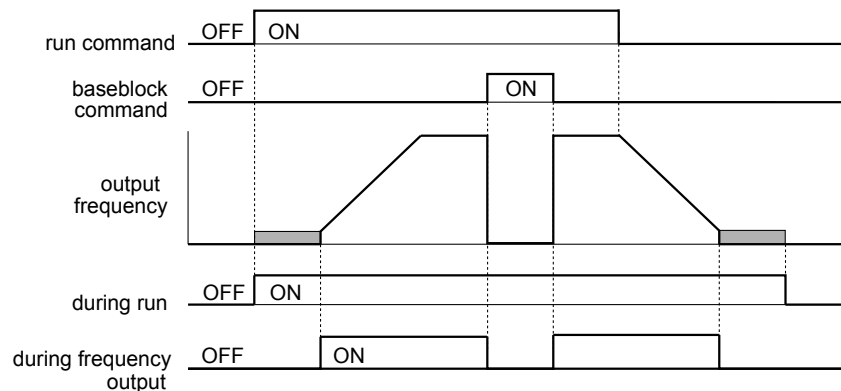 OFF ON
run command
baseblock OFF ON
command
output
frequency
during run OFF ON
during frequency OFF ON
output